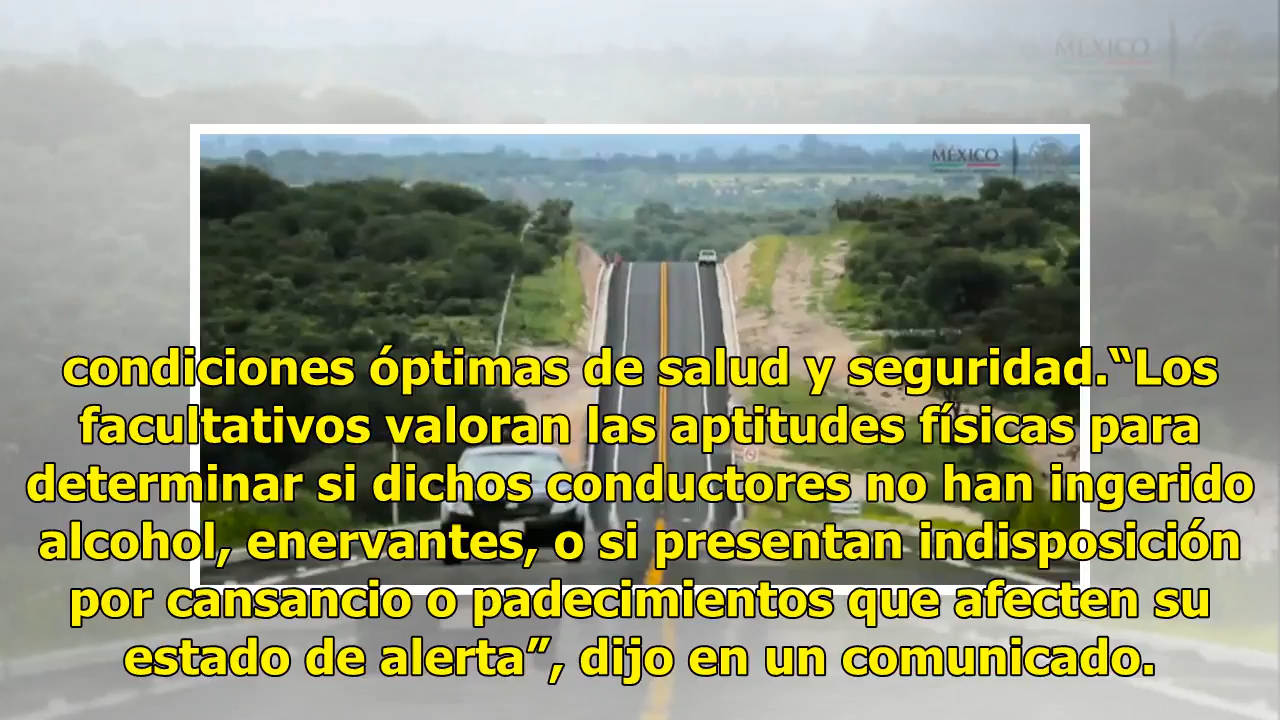 MÉXICO
MÉXICO
condiciones óptimas de salud y seguridad.“Los
facultativos valoran las aptitudes físicas para
determinar si dichos conductores no han ingerido
alcohol, enervantes, o si presentan indisposición
por cansancio o padecimientos que afecten su
estado de alerta”, dijo en un comunicado.